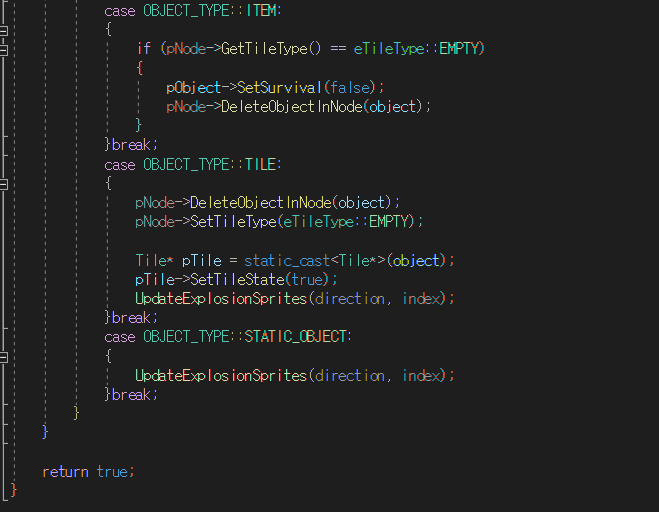 case OBJECT_TYPE::ITEM:
{
if (pNode->GetTileType() == eTileType::EMPTY)
{
pObject->SetSurvival(false);
pNode->DeleteObjectInNode(object);
}
}break;
case OBJECT_TYPE::TILE:
{
pNode->DeleteObjectInNode(object);
pNode->SetTileType(eTileType::EMPTY);
Tile* pTile = static_cast<Tile*>(object);
pTile->SetTileState(true);
UpdateExplosionSprites(direction, index);
}break;
case OBJECT_TYPE::STATIC_OBJECT:
{
UpdateExplosionSprites(direction, index);
}break;
}
}
return true;
}